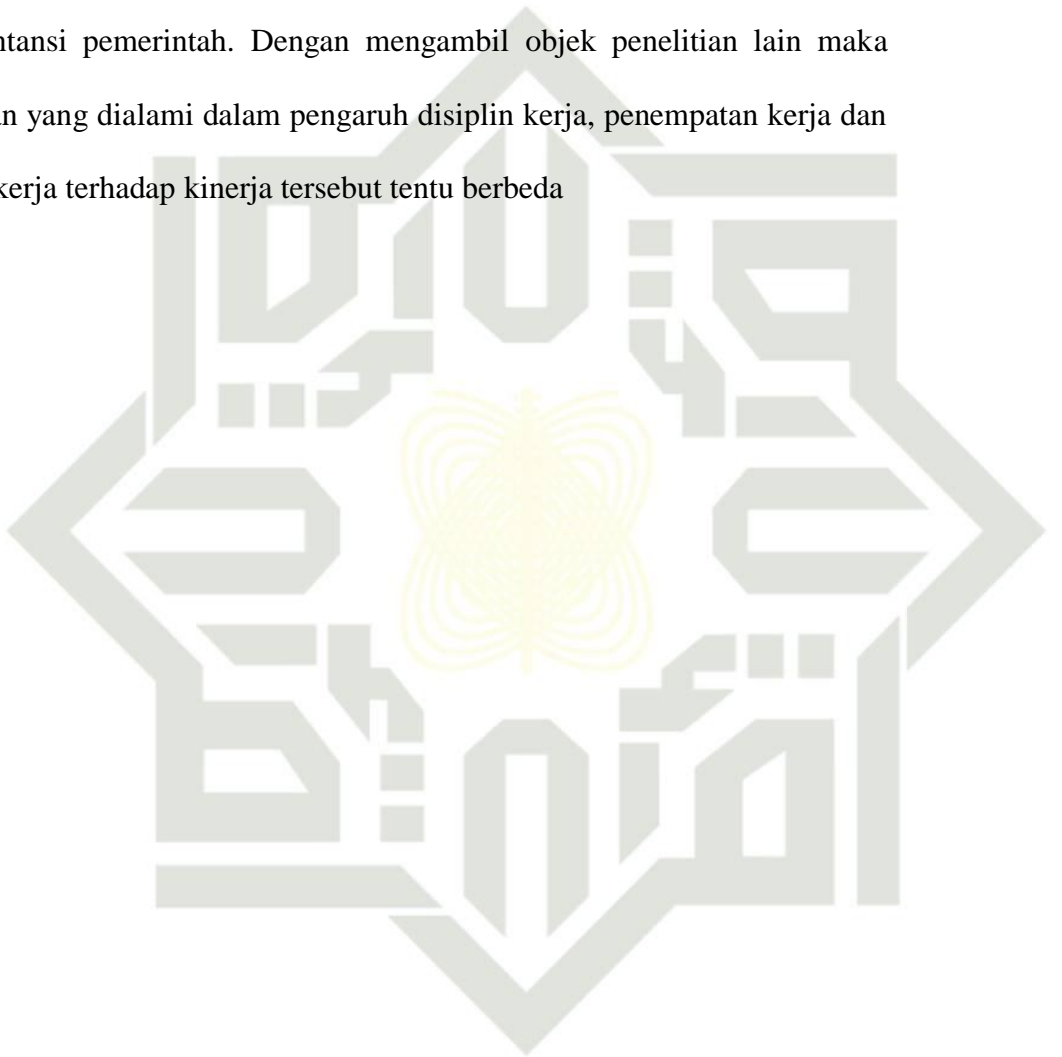 ntansi pemerintah. Dengan mengambil objek penelitian lain maka
an yang dialami dalam pengaruh disiplin kerja, penempatan kerja dan
kerja terhadap kinerja tersebut tentu berbeda